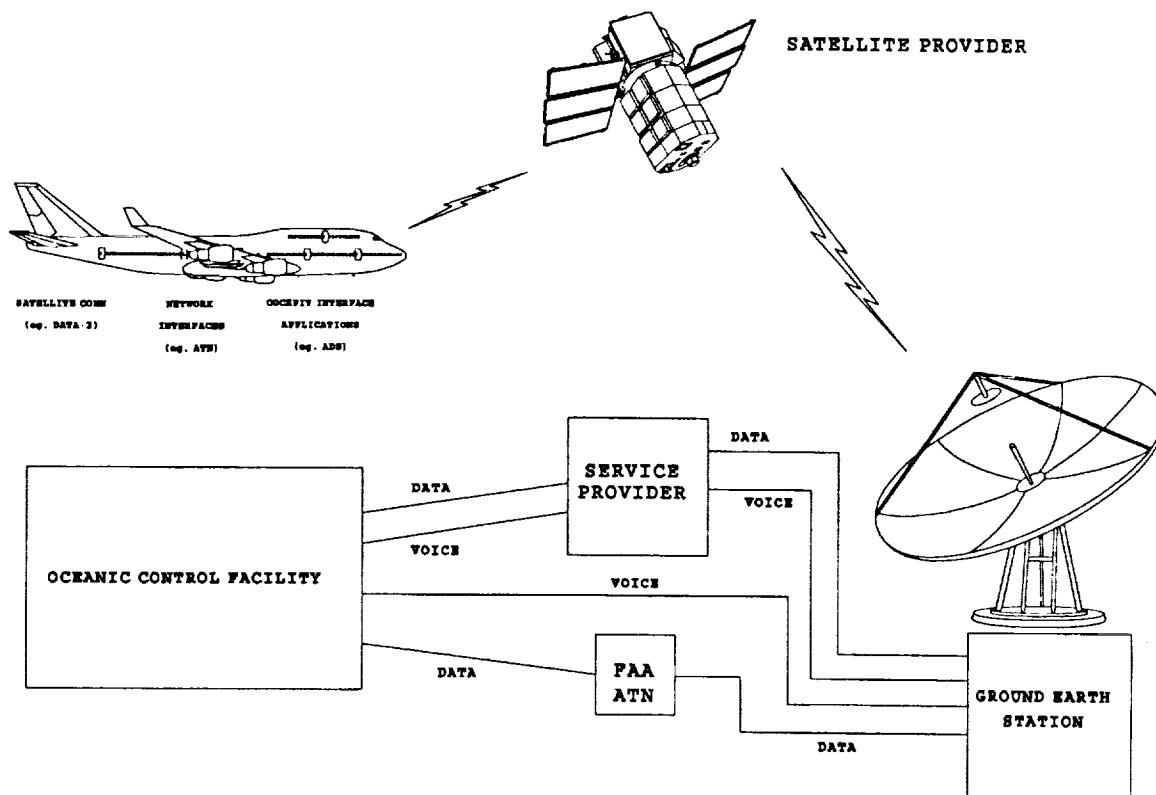 SATELLITE PROVIDER
SATELLITE COMM
(eg. DATA-3)
NETWORK
INTERFACES
(eg. ATN)
COCKPIT INTERFACE
APPLICATIONS
(eg. ADS)
DATA
VOICE
SERVICE
PROVIDER
DATA
VOICE
OCEANIC CONTROL FACILITY
VOICE
DATA
FAA
ATN
DATA
GROUND EARTH
STATION